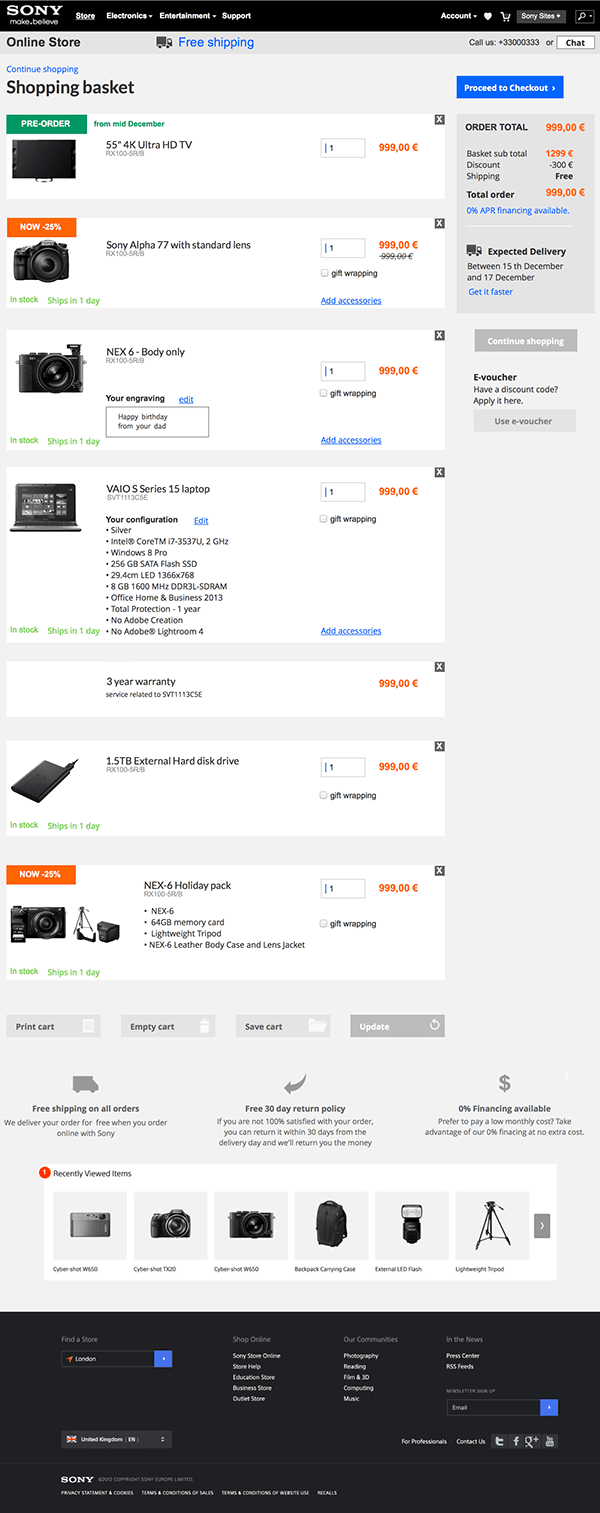 SONY
make.believe
Store Electronics Entertainment Support
Account Sony Sites +
Online Store Free shipping Call us: +33000333 or Chat
Continue shopping
Shopping basket
Proceed to Checkout ›
PRE-ORDER from mid December X
55" 4K Ultra HD TV 1 999,00 €
RX100-5R/B
ORDER TOTAL 999,00 €
Basket sub total 1299 €
Discount -300 €
Shipping Free
Total order 999,00 €
0% APR financing available.
Expected Delivery
Between 15 th December
and 17 December
Get it faster
Continue shopping
E-voucher
Have a discount code?
Apply it here.
Use e-voucher
NOW -25% X
Sony Alpha 77 with standard lens 1 999,00 €
RX100-5R/B 999,00 €
gift wrapping
In stock Ships in 1 day Add accessories
X
NEX 6 - Body only
RX100-5R/B 1 999,00 €
Your engraving edit gift wrapping
Happy birthday
from your dad
In stock Ships in 1 day Add accessories
X
VAIO S Series 15 laptop 1 999,00 €
SVT1113C5E
Your configuration Edit gift wrapping
• Silver
• Intel® CoreTM i7-3537U, 2 GHz
• Windows 8 Pro
• 256 GB SATA Flash SSD
• 29.4cm LED 1366x768
• 8 GB 1600 MHz DDR3L-SDRAM
• Office Home & Business 2013
• Total Protection - 1 year
• No Adobe Creation
• No Adobe® Lightroom 4
In stock Ships in 1 day Add accessories
X
3 year warranty 999,00 €
service related to SVT1113C5E
X
1.5TB External Hard disk drive 1 999,00 €
RX100-5R/B
gift wrapping
In stock Ships in 1 day
NOW -25% X
NEX-6 Holiday pack 1 999,00 €
RX100-5R/B
• NEX-6
• 64GB memory card
• Lightweight Tripod
• NEX-6 Leather Body Case and Lens Jacket
gift wrapping
In stock Ships in 1 day
Print cart Empty cart Save cart Update
Free shipping on all orders
We deliver your order for free when you order
online with Sony
Free 30 day return policy
If you are not 100% satisfied with your order,
you can return it within 30 days from the
delivery day and we'll return you the money
$
0% Financing available
Prefer to pay a low monthly cost? Take
advantage of our 0% finacing at no extra cost.
1 Recently Viewed Items
Cyber-shot W650 Cyber-shot TX20 Cyber-shot W650 Backpack Carrying Case External LED Flash Lightweight Tripod
Find a Store
London
Shop Online
Sony Store Online
Store Help
Education Store
Business Store
Outlet Store
Our Communities
Photography
Reading
Film & 3D
Computing
Music
In the News
Press Center
RSS Feeds
NEWSLETTER SIGN UP
Email
United Kingdom | EN | For Professionals Contact Us
SONY ©2012 COPYRIGHT SONY EUROPE LIMITED.
PRIVACY STATEMENT & COOKIES TERMS & CONDITIONS OF SALES TERMS & CONDITIONS OF WEBSITE USE RECALLS